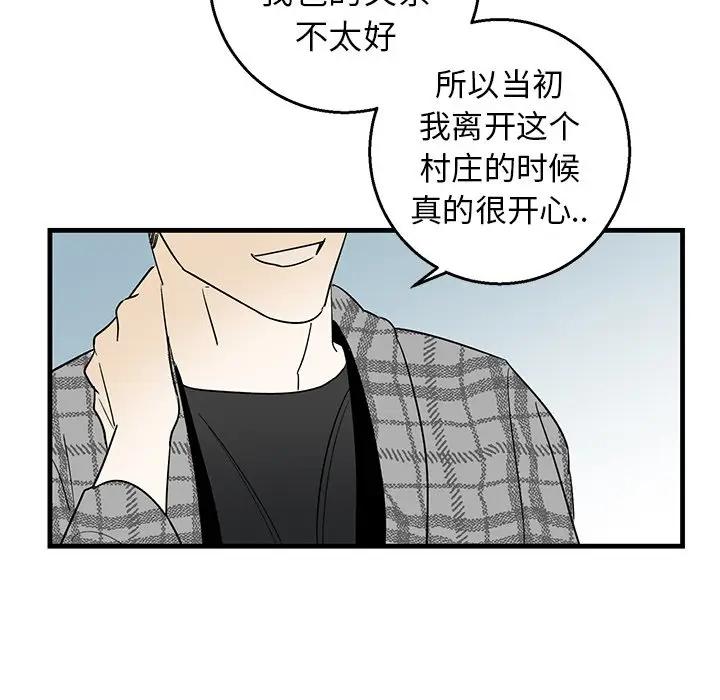 不太好
所以当初
我离开这个
村庄的时候
真的很开心..